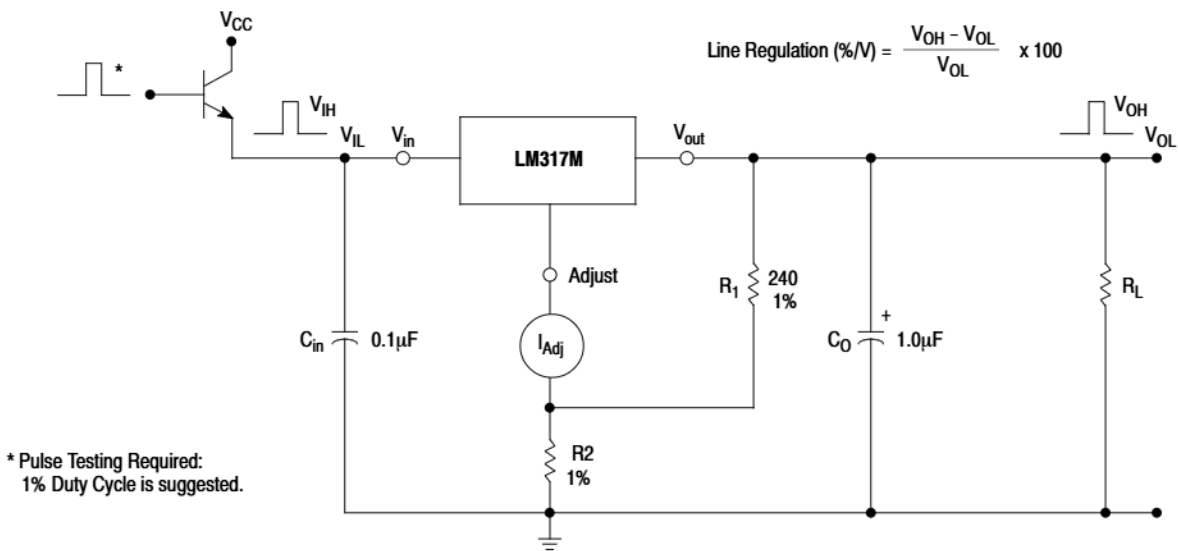 VCC
Line Regulation (%/V) = VOH – VOL / VOL x 100
*
VIH
VIL
Vin
LM317M
Vout
VOH
VOL
Adjust
R1
240
1%
RL
Cin
0.1µF
IAdj
+
CO
1.0µF
R2
1%
* Pulse Testing Required:
1% Duty Cycle is suggested.